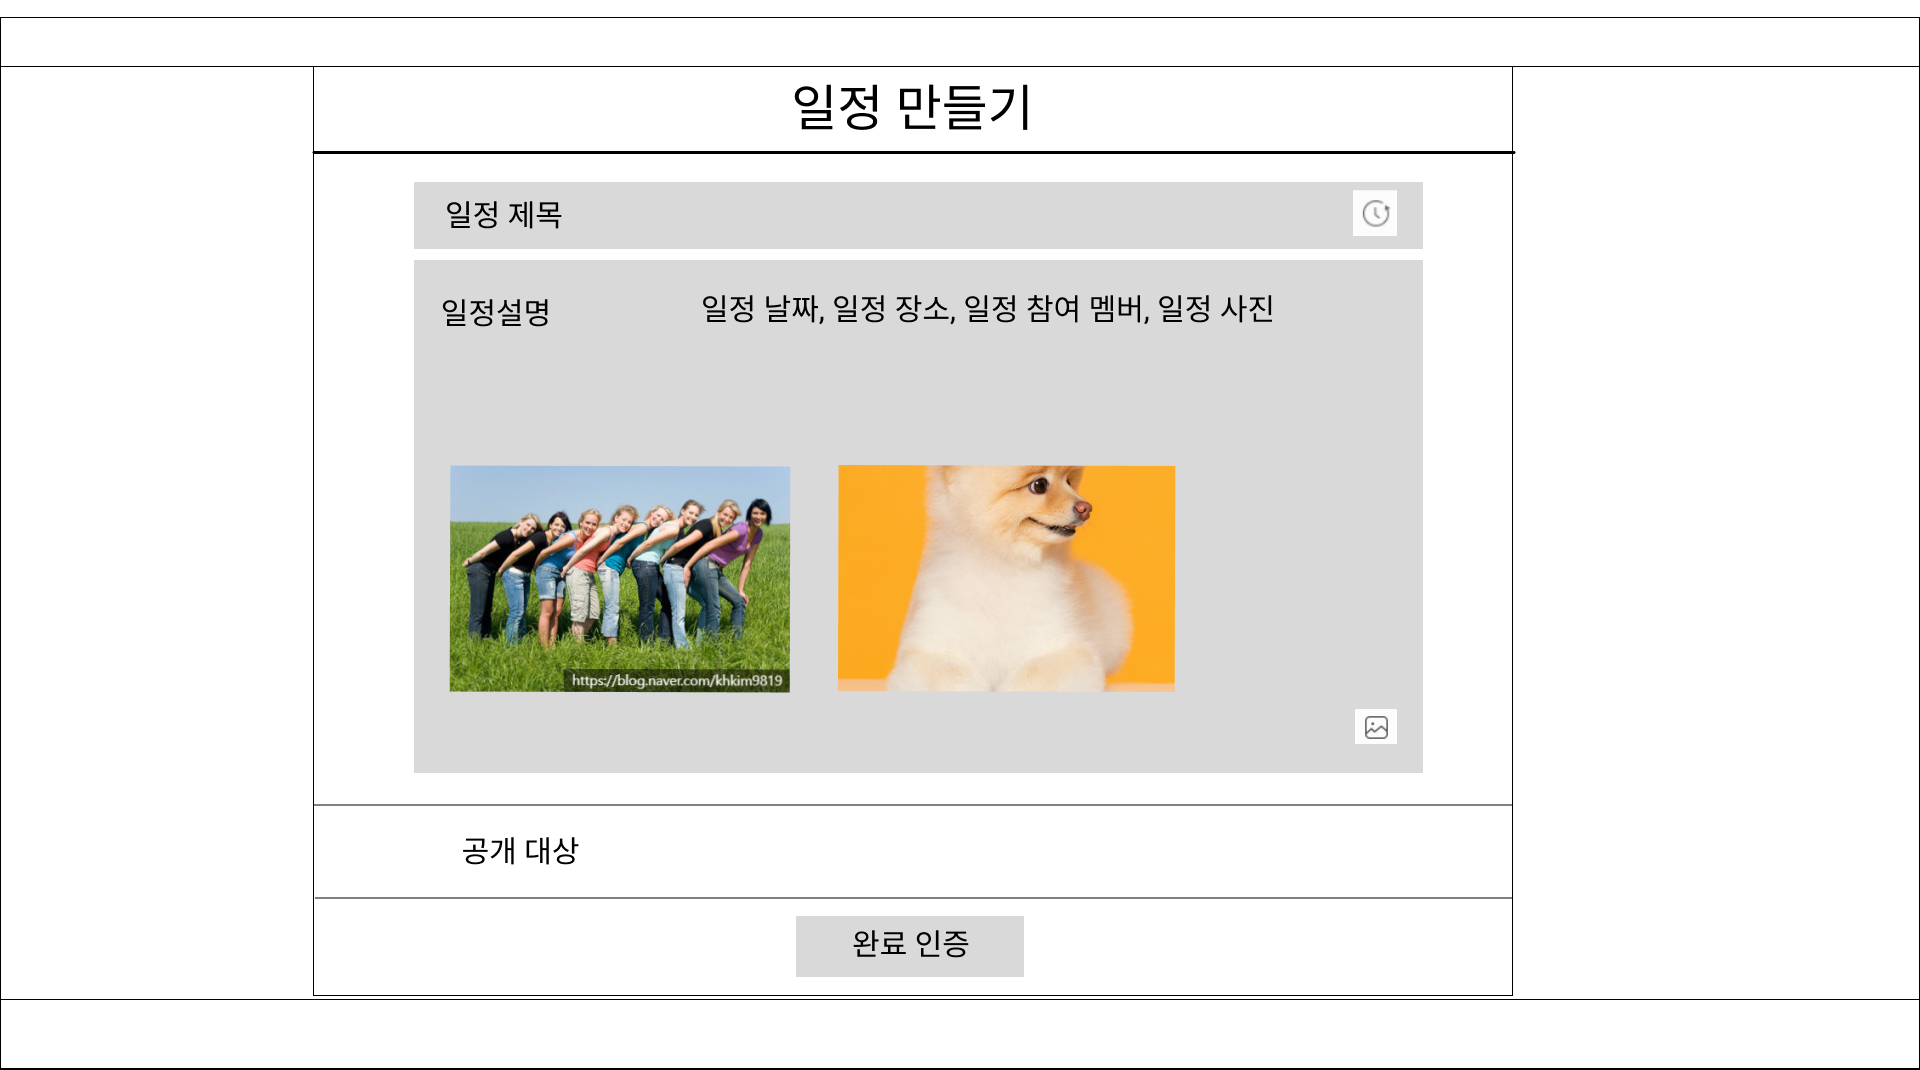 일정 만들기
일정 제목
일정설명
일정 날짜, 일정 장소, 일정 참여 멤버, 일정 사진
https://blog.naver.com/khkim9819
공개 대상
완료 인증